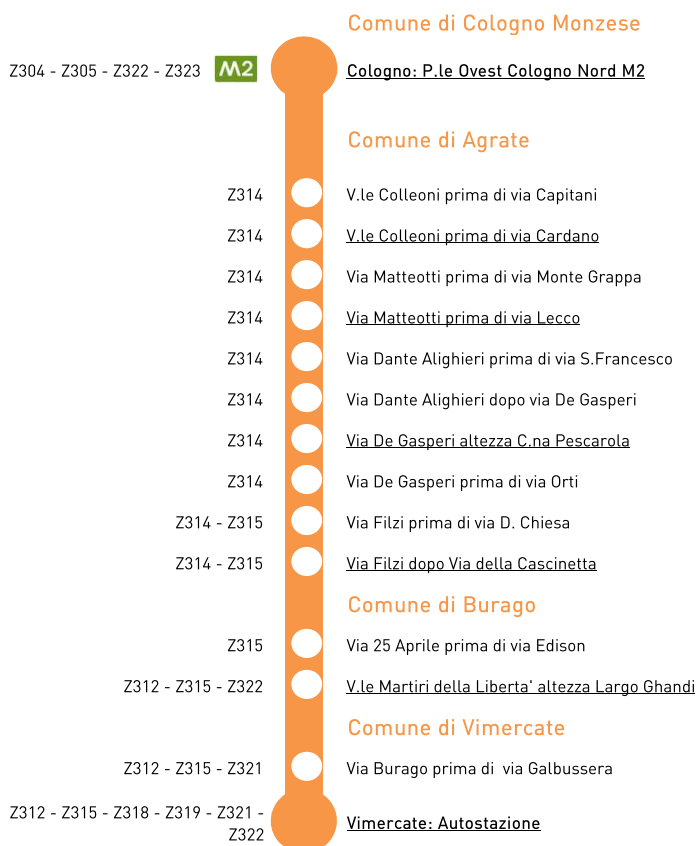 Comune di Cologno Monzese
Z304 - Z305 - Z322 - Z323 M2 Cologno: P.le Ovest Cologno Nord M2
Comune di Agrate
Z314 V.le Colleoni prima di via Capitani
Z314 V.le Colleoni prima di via Cardano
Z314 Via Matteotti prima di via Monte Grappa
Z314 Via Matteotti prima di via Lecco
Z314 Via Dante Alighieri prima di via S.Francesco
Z314 Via Dante Alighieri dopo via De Gasperi
Z314 Via De Gasperi altezza C.na Pescarola
Z314 Via De Gasperi prima di via Orti
Z314 - Z315 Via Filzi prima di via D. Chiesa
Z314 - Z315 Via Filzi dopo Via della Cascinetta
Comune di Burago
Z315 Via 25 Aprile prima di via Edison
Z312 - Z315 - Z322 V.le Martiri della Liberta' altezza Largo Ghandi
Comune di Vimercate
Z312 - Z315 - Z321 Via Burago prima di via Galbussera
Z312 - Z315 - Z318 - Z319 - Z321 -
Z322
Vimercate: Autostazione